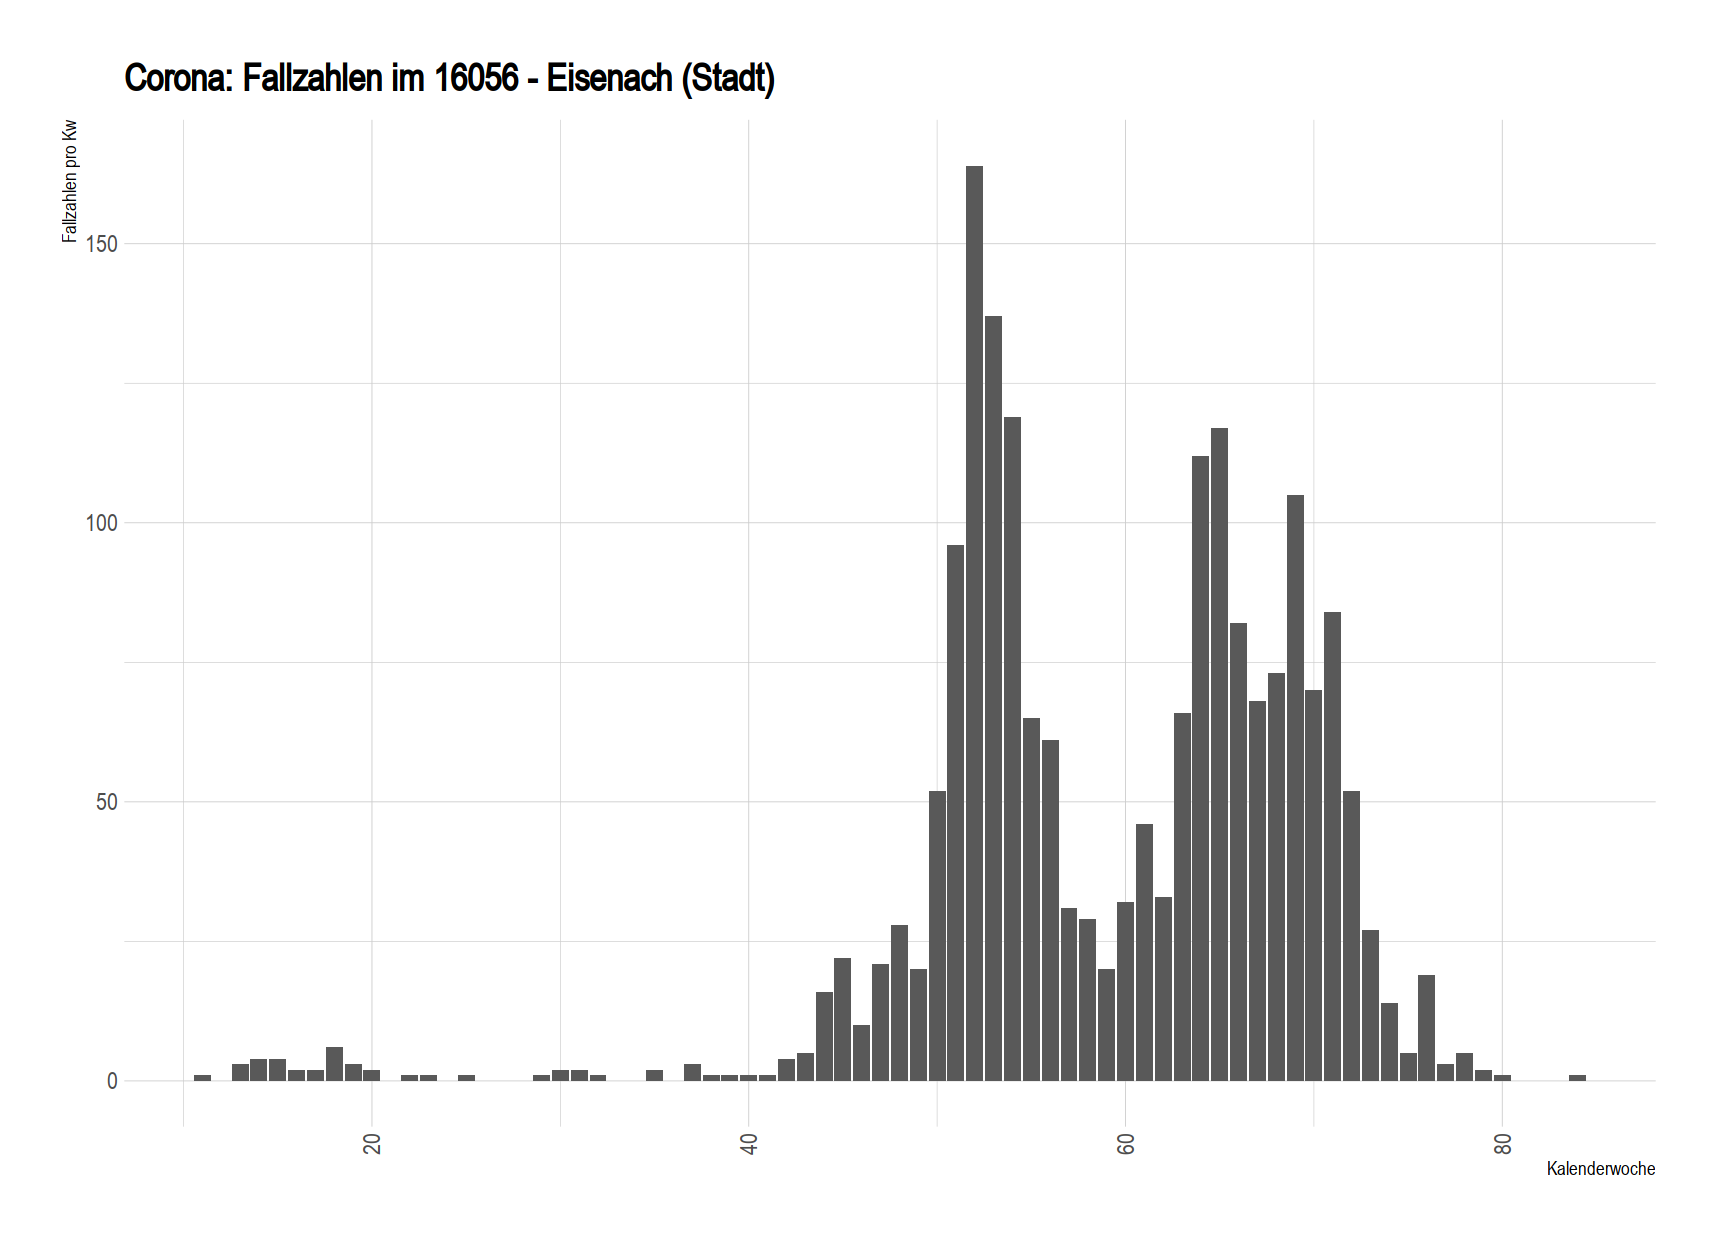 Corona: Fallzahlen im 16056 - Eisenach (Stadt)
Fallzahlen pro Kw
150
100
50
0
20
40
60
80
Kalenderwoche